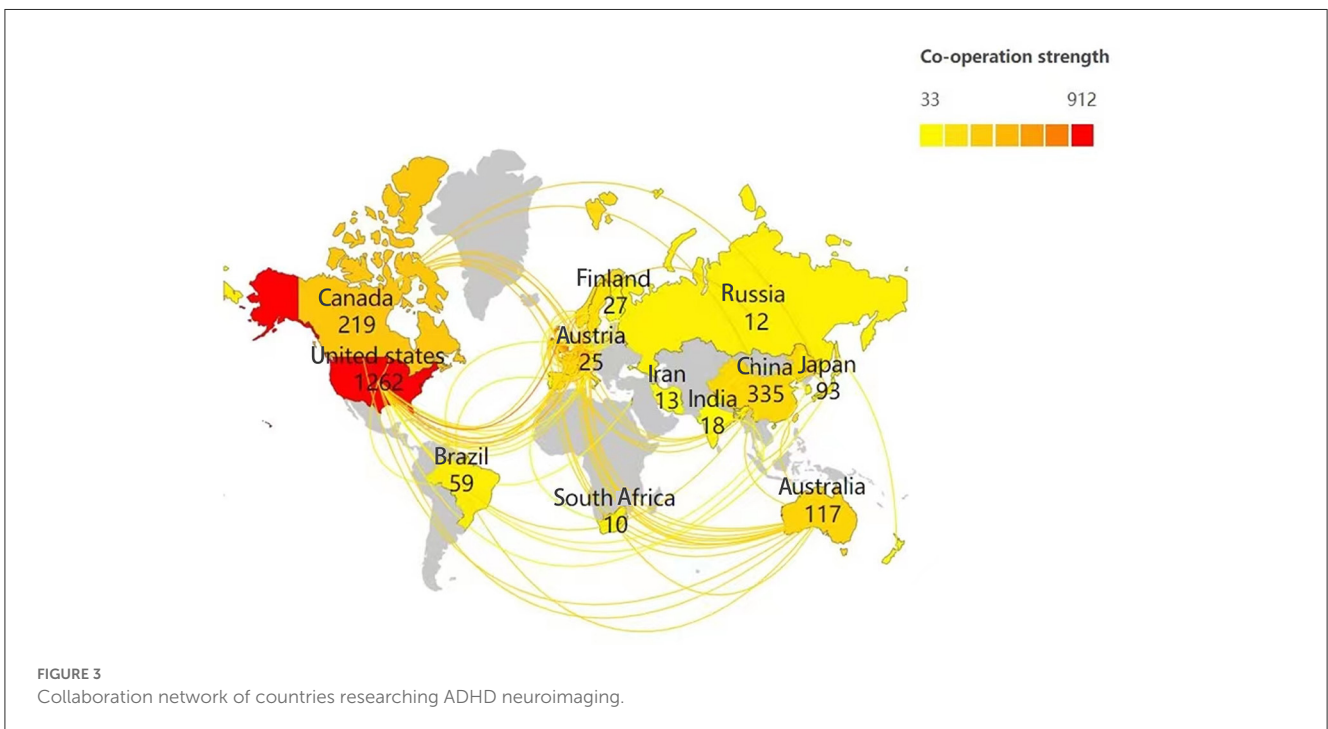 Co-operation strength
33 912
Finland
27
Russia
12
Canada
219
Austria
25
United states
1262
Iran
13
India
18
China
335
Japan
93
Brazil
59
South Africa
10
Australia
117
FIGURE 3
Collaboration network of countries researching ADHD neuroimaging.